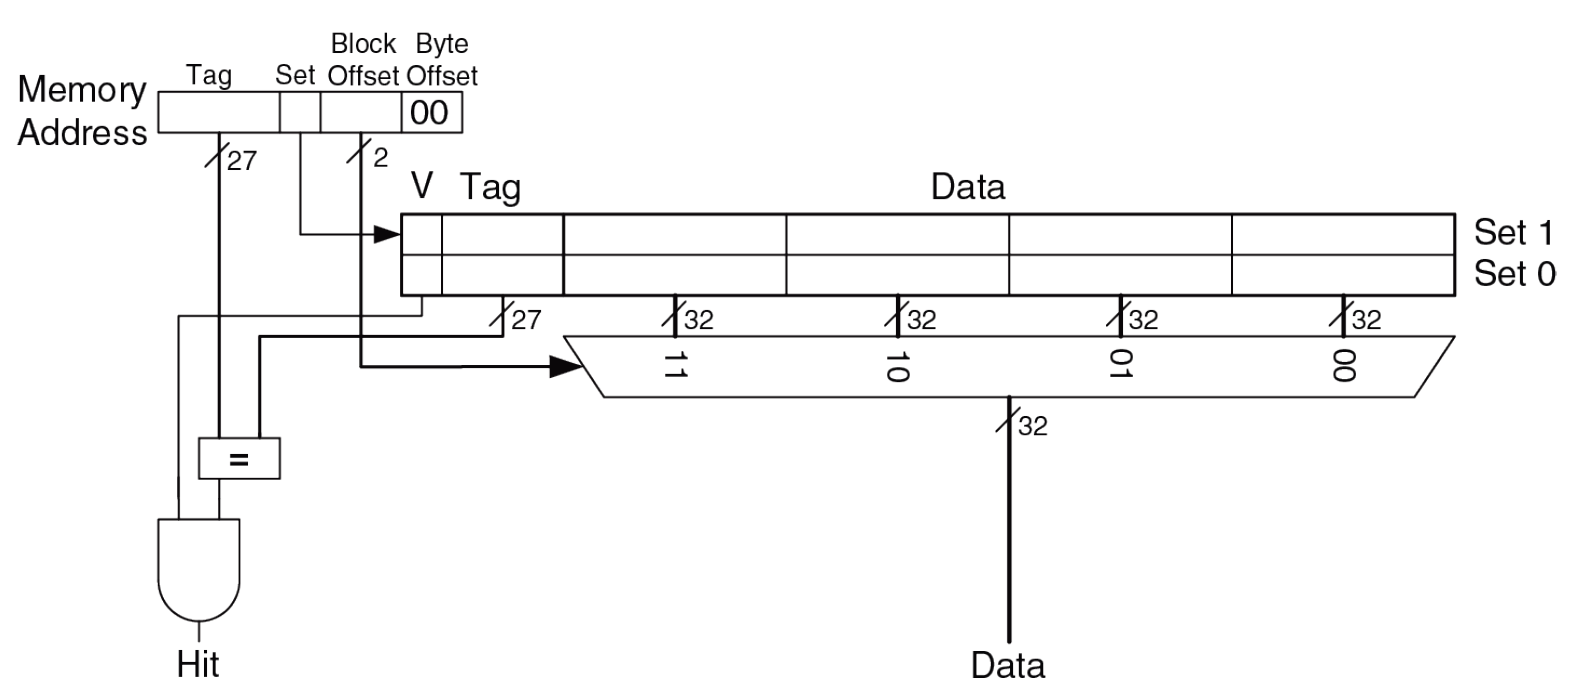 Block Byte
Tag Set Offset Offset
Memory
Address
00
27
2
V Tag Data
Set 1
Set 0
27 32 32 32 32
11 10 01 00
32
=
Hit
Data